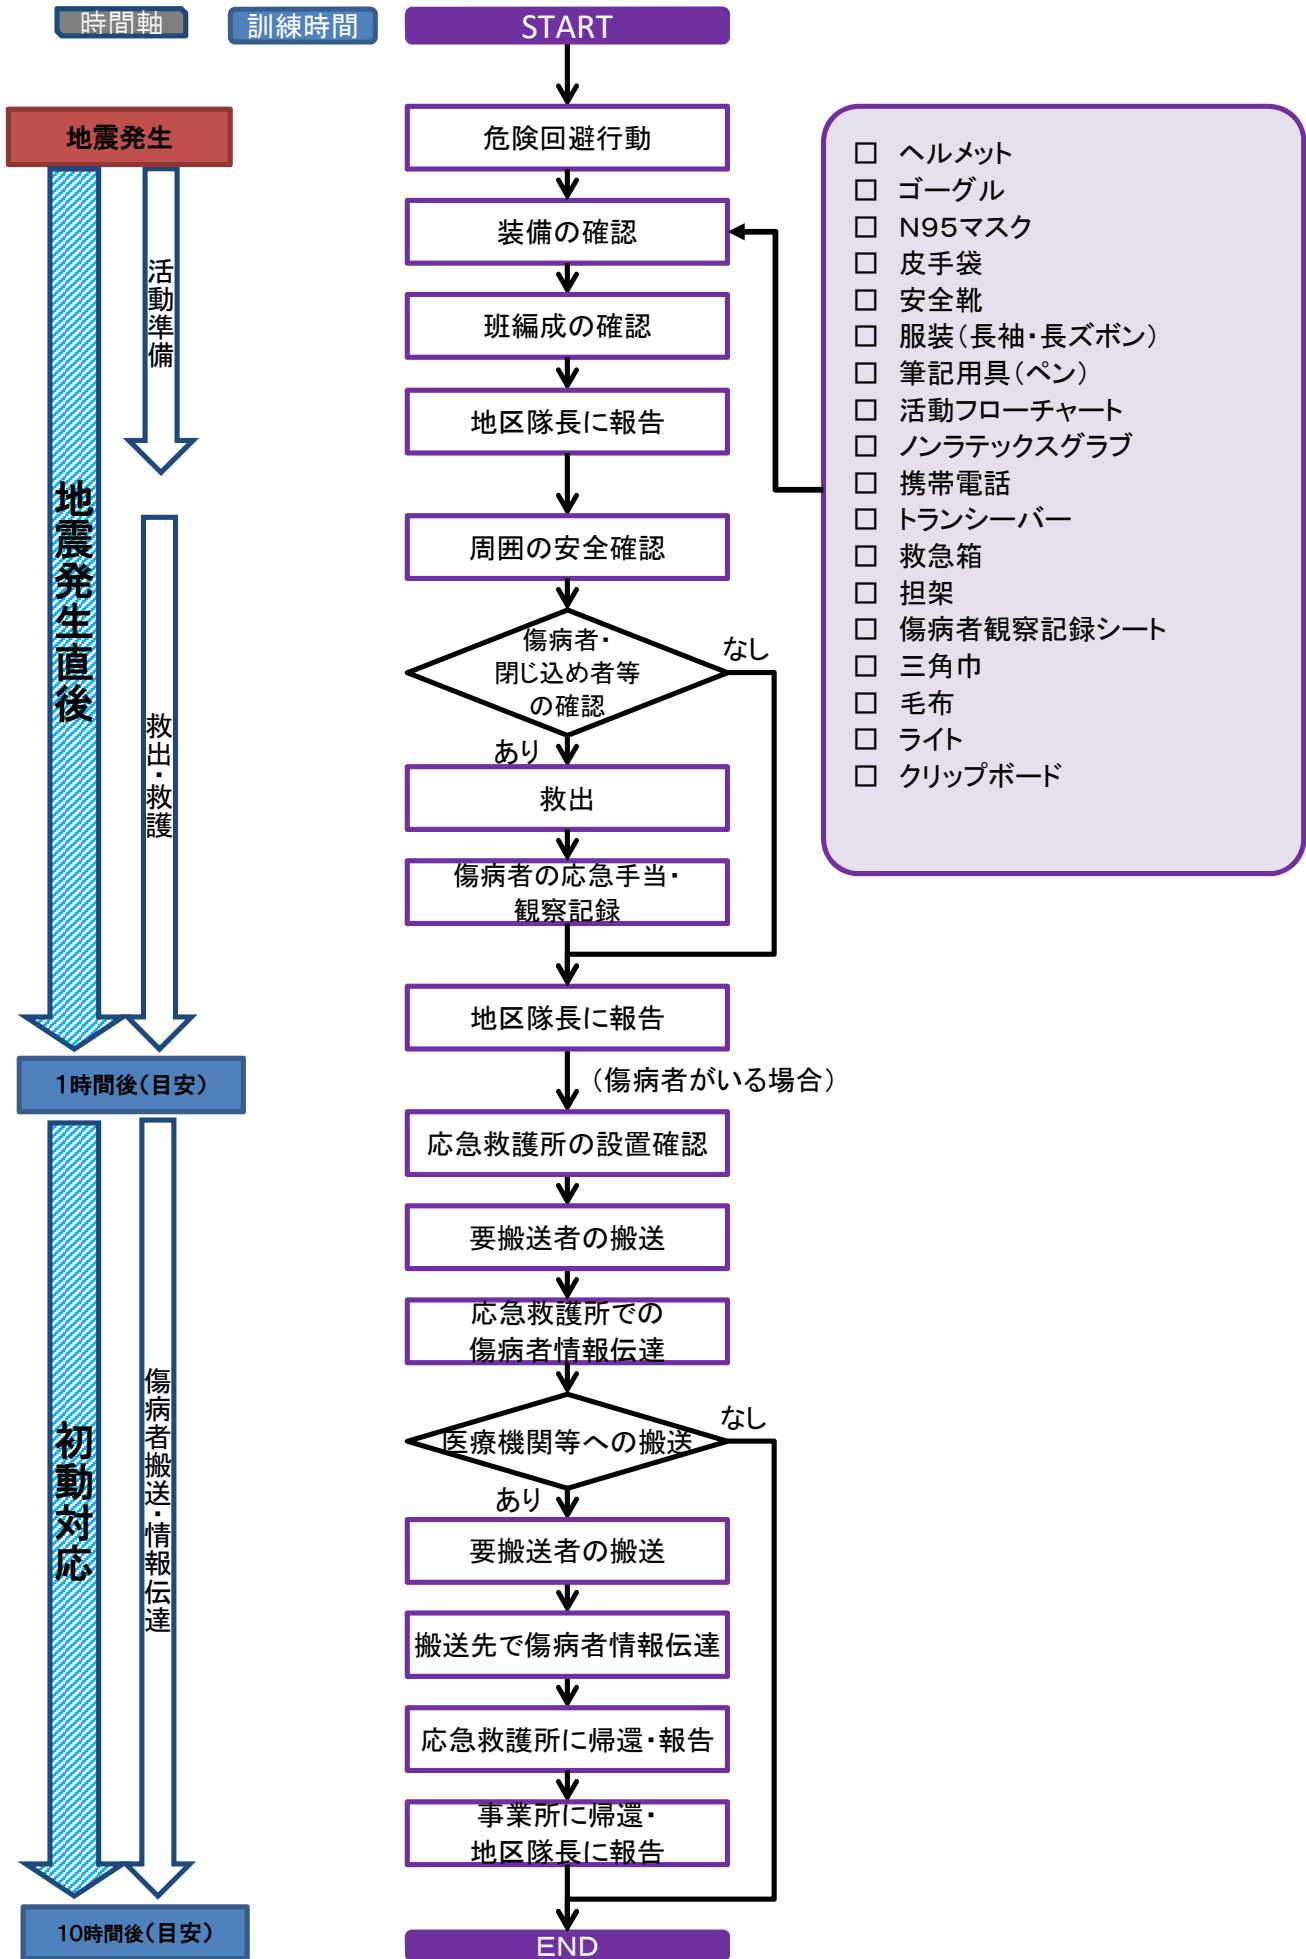 時間軸
訓練時間
START
地震発生
危険回避行動
装備の確認
班編成の確認
地区隊長に報告
周囲の安全確認
傷病者・
閉じ込め者等
の確認
なし
あり
救出
傷病者の応急手当・
観察記録
地区隊長に報告
(傷病者がいる場合)
応急救護所の設置確認
要搬送者の搬送
応急救護所での
傷病者情報伝達
医療機関等への搬送
なし
あり
要搬送者の搬送
搬送先で傷病者情報伝達
応急救護所に帰還・報告
事業所に帰還・
地区隊長に報告
END
地震発生直後
活動準備
救出・救護
1時間後(目安)
初動対応
傷病者搬送・情報伝達
10時間後(目安)
□ ヘルメット
□ ゴーグル
□ N95マスク
□ 皮手袋
□ 安全靴
□ 服装(長袖・長ズボン)
□ 筆記用具(ペン)
□ 活動フローチャート
□ ノンラテックスグラブ
□ 携帯電話
□ トランシーバー
□ 救急箱
□ 担架
□ 傷病者観察記録シート
□ 三角巾
□ 毛布
□ ライト
□ クリップボード